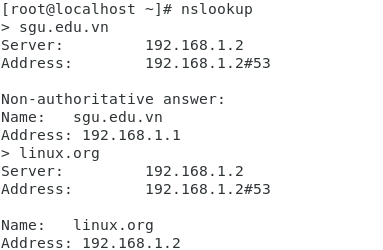 [root@localhost ~]# nslookup
> sgu.edu.vn
Server:         192.168.1.2
Address:        192.168.1.2#53

Non-authoritative answer:
Name:   sgu.edu.vn
Address: 192.168.1.1
> linux.org
Server:         192.168.1.2
Address:        192.168.1.2#53

Name:   linux.org
Address: 192.168.1.2